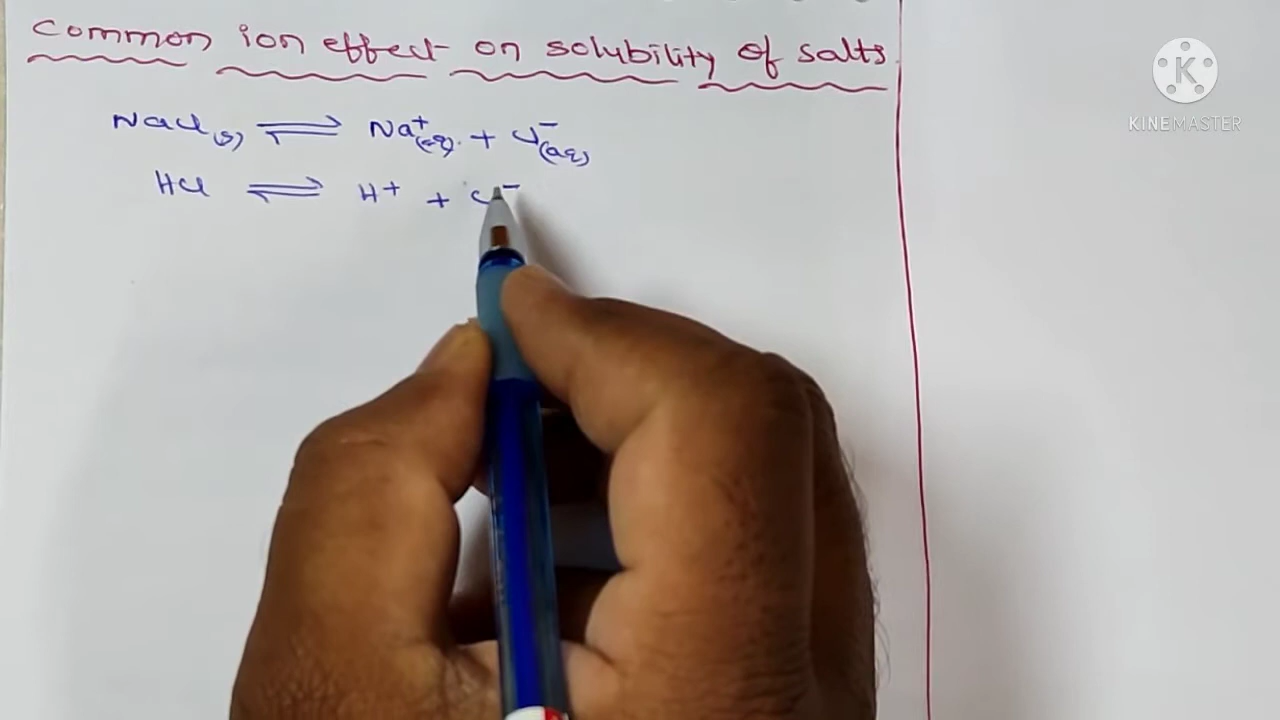 Common ion effect on solubility of salts.
NaCl(s) ⇌ Na⁺(aq) + Cl⁻(aq)
HCl ⇌ H⁺ + Cl⁻
K
KINEMASTER